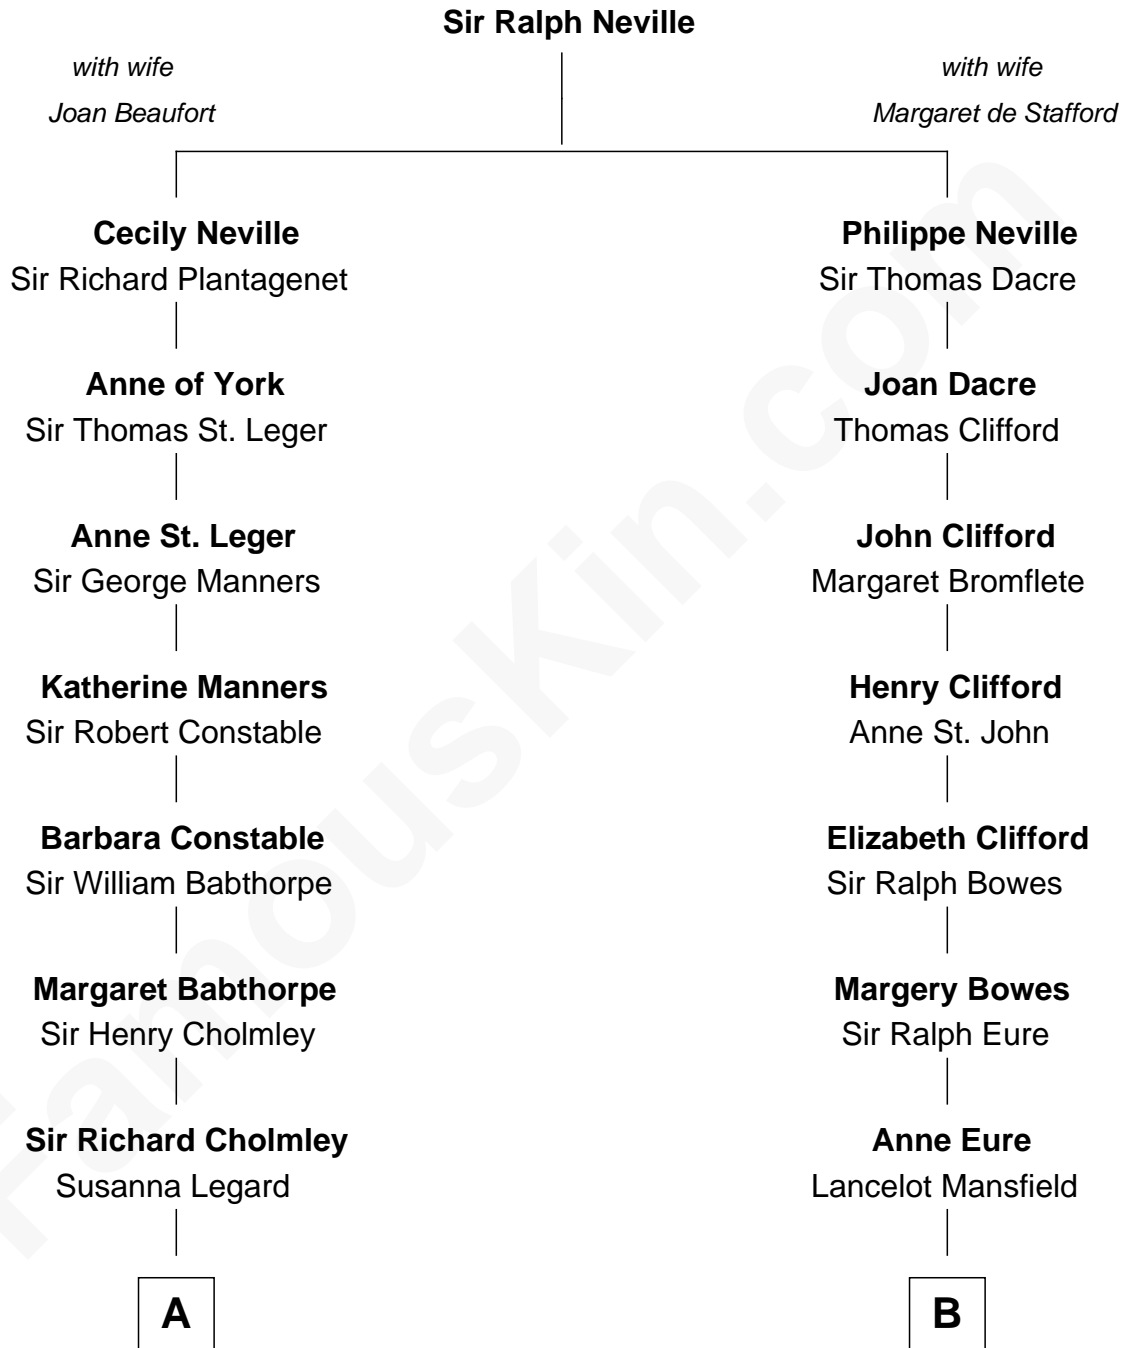 Sir Ralph Neville
with wife
Joan Beaufort
with wife
Margaret de Stafford
Cecily Neville
Sir Richard Plantagenet
Philippe Neville
Sir Thomas Dacre
Anne of York
Sir Thomas St. Leger
Joan Dacre
Thomas Clifford
Anne St. Leger
Sir George Manners
John Clifford
Margaret Bromflete
Katherine Manners
Sir Robert Constable
Henry Clifford
Anne St. John
Barbara Constable
Sir William Babthorpe
Elizabeth Clifford
Sir Ralph Bowes
Margaret Babthorpe
Sir Henry Cholmley
Margery Bowes
Sir Ralph Eure
Sir Richard Cholmley
Susanna Legard
Anne Eure
Lancelot Mansfield
A
B
FamousKin.com